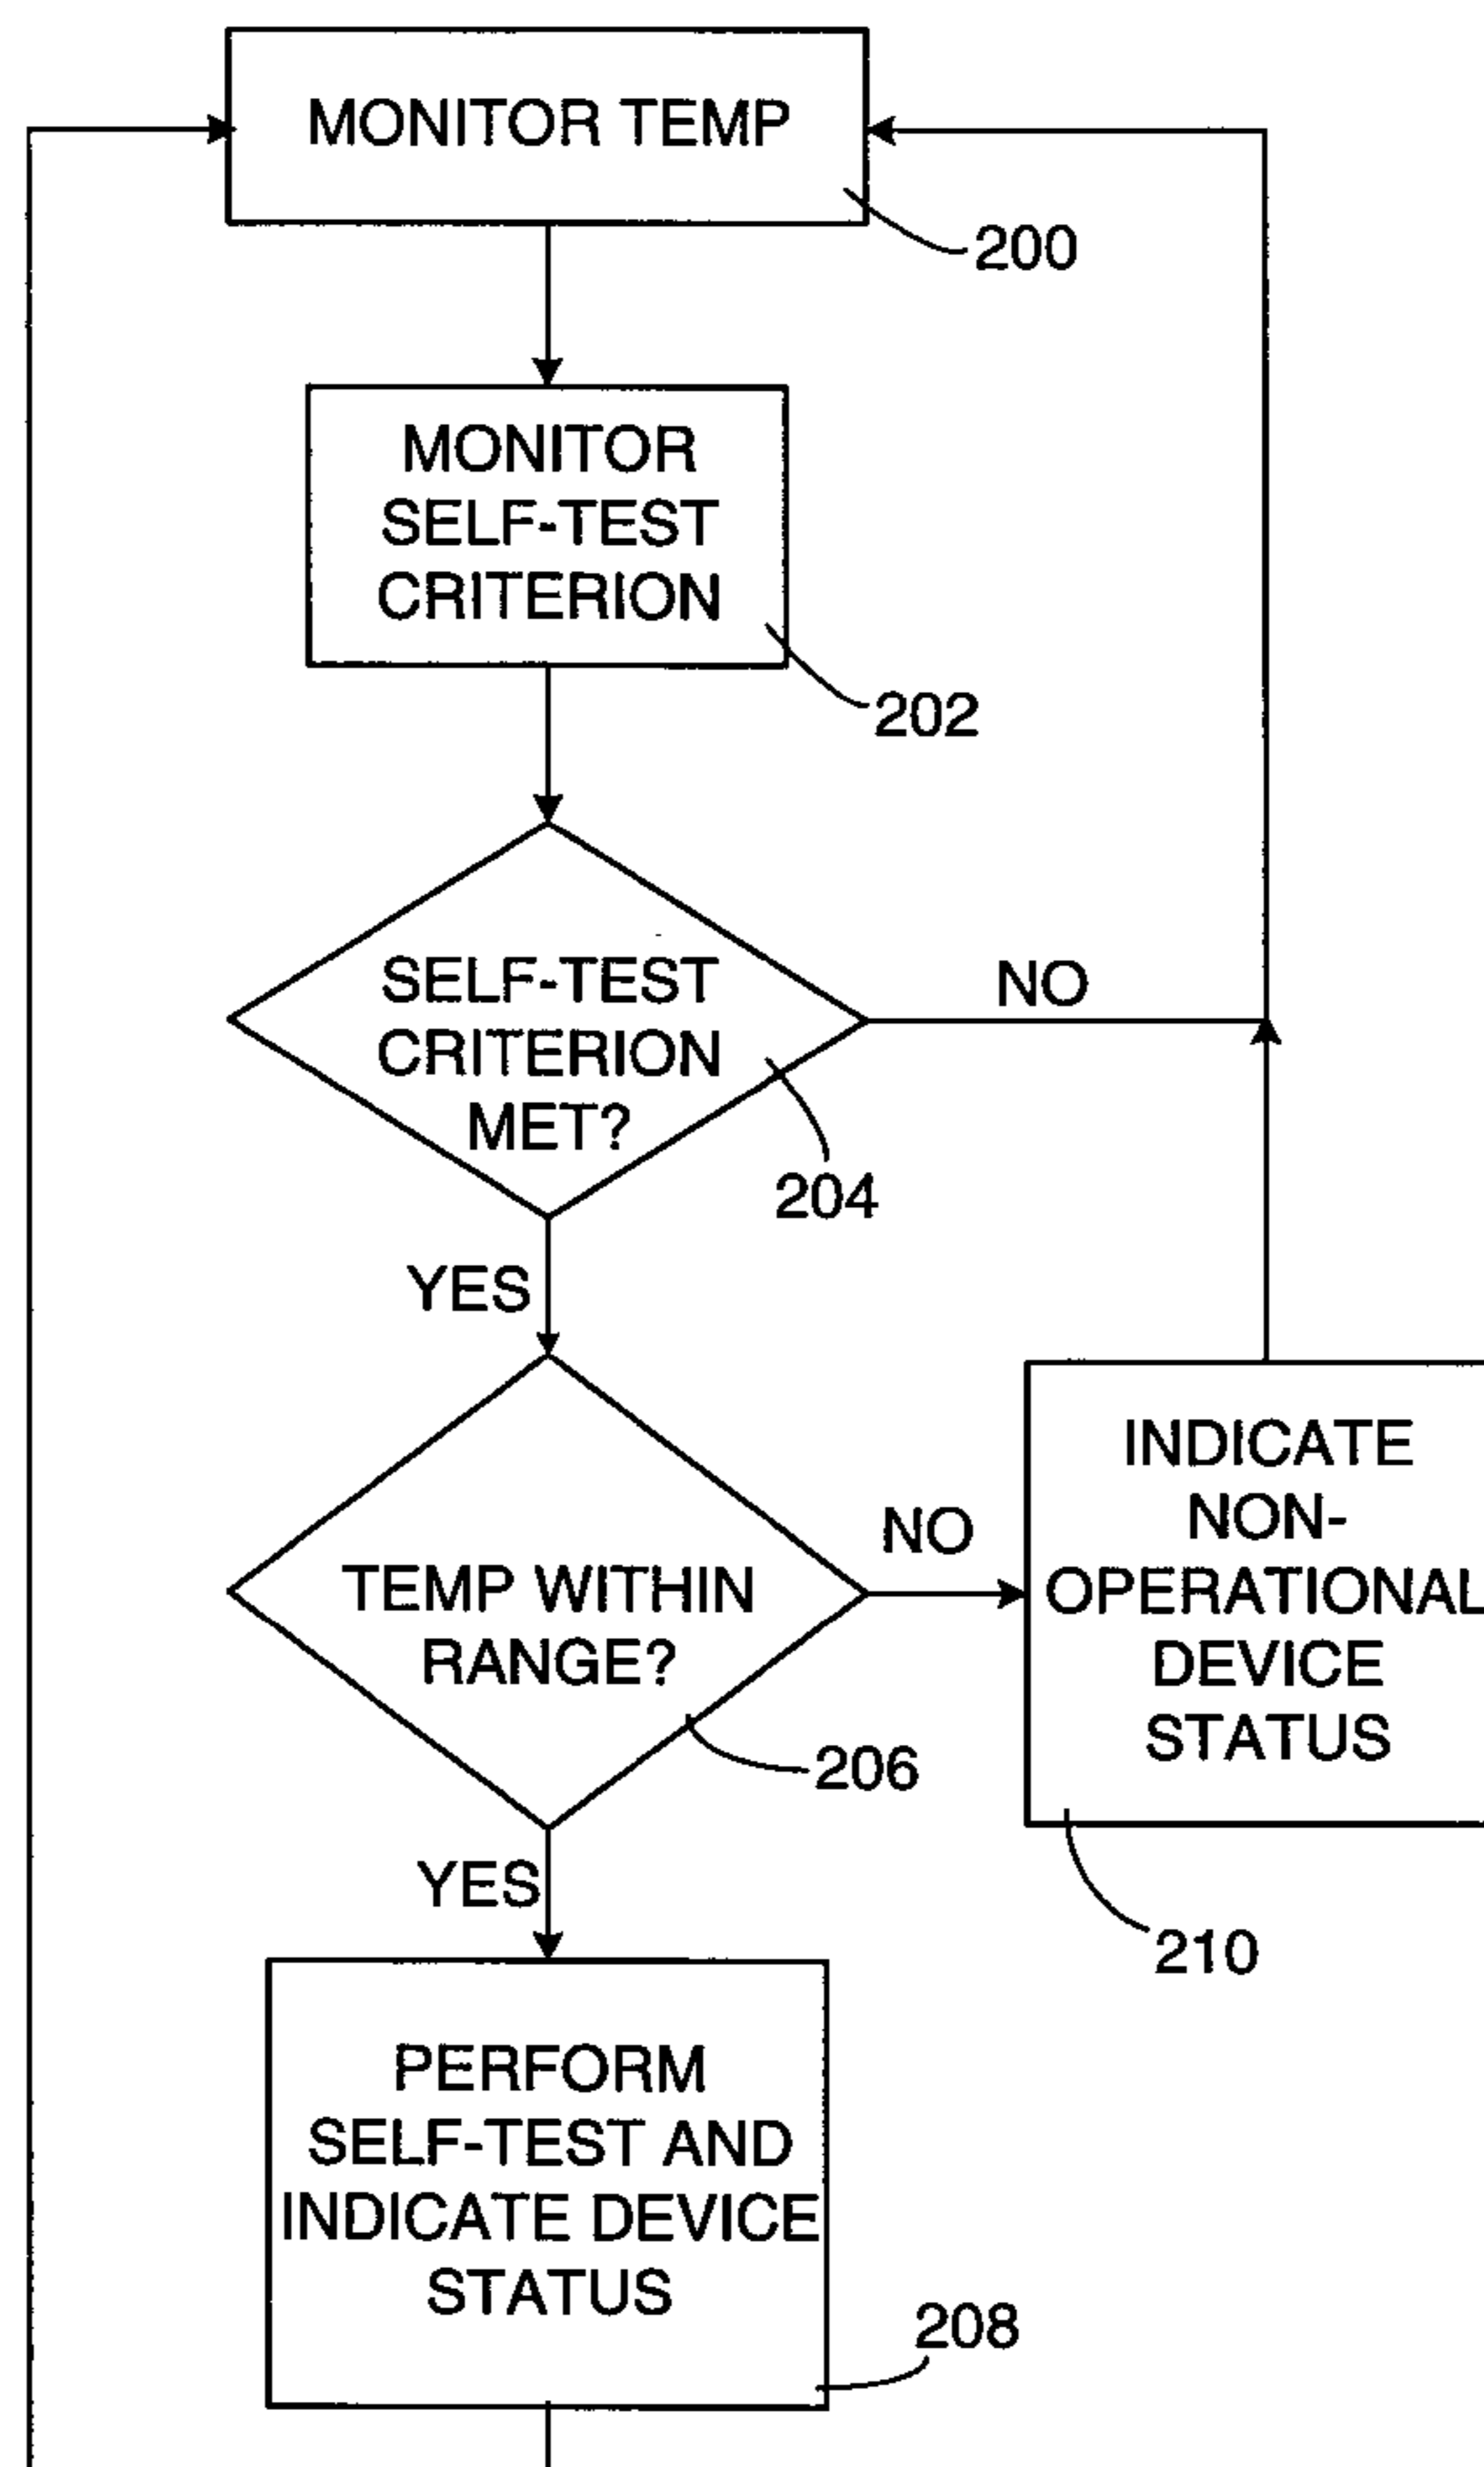 MONITOR TEMP
200
MONITOR
SELF-TEST
CRITERION
202
SELF-TEST
CRITERION
MET?
NO
204
YES
TEMP WITHIN
RANGE?
NO
206
INDICATE
NON-
OPERATIONAL
DEVICE
STATUS
210
YES
PERFORM
SELF-TEST AND
INDICATE DEVICE
STATUS
208